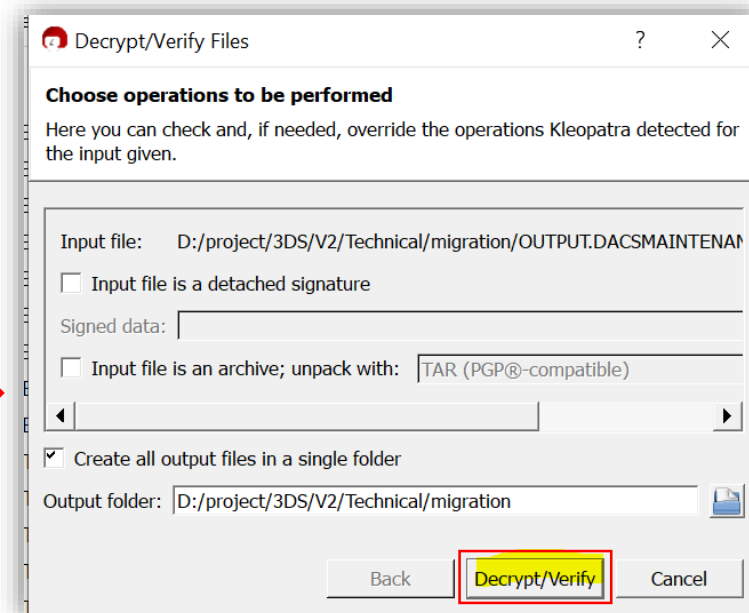 Decrypt/Verify Files
Choose operations to be performed
Here you can check and, if needed, override the operations Kleopatra detected for
the input given.
Input file: D:/project/3DS/V2/Technical/migration/OUTPUT.DACSMAINTENAN
Input file is a detached signature
Signed data:
Input file is an archive; unpack with: TAR (PGP®-compatible)
Create all output files in a single folder
Output folder: D:/project/3DS/V2/Technical/migration
Back Decrypt/Verify Cancel